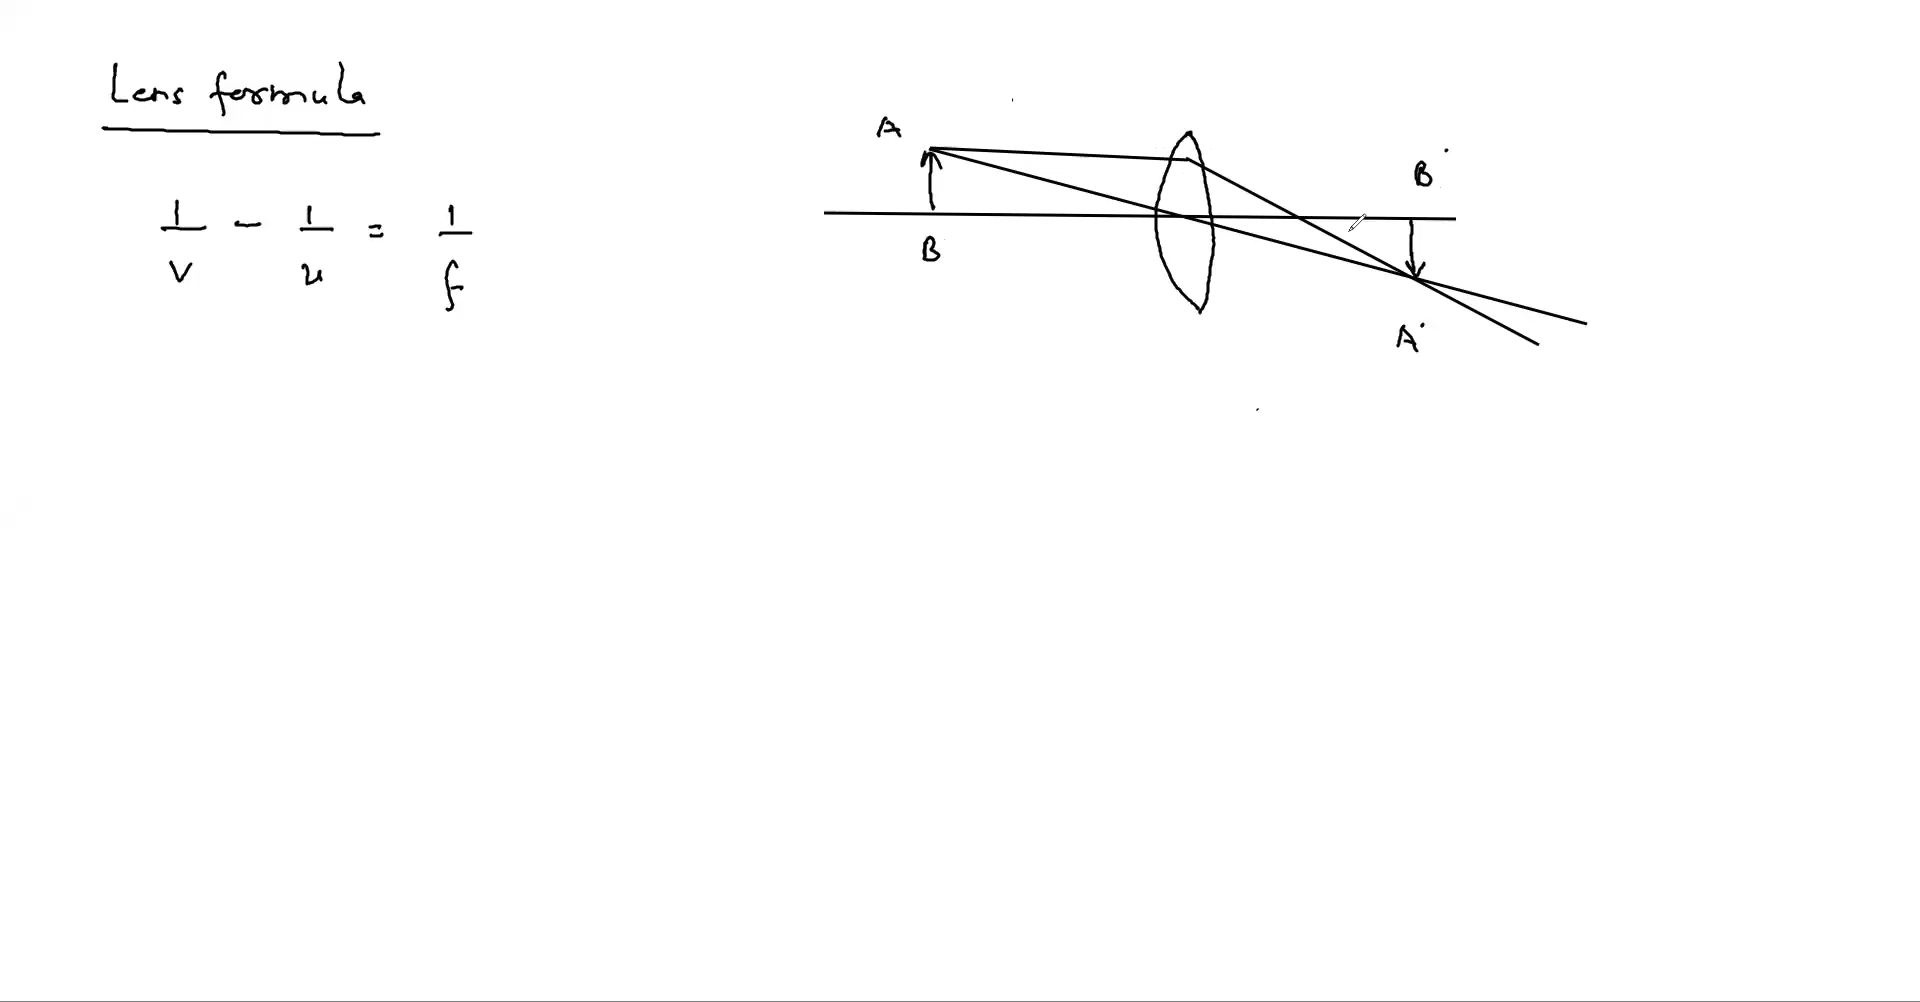 Lens formula
1/v - 1/u = 1/f
A
B'
B
A'